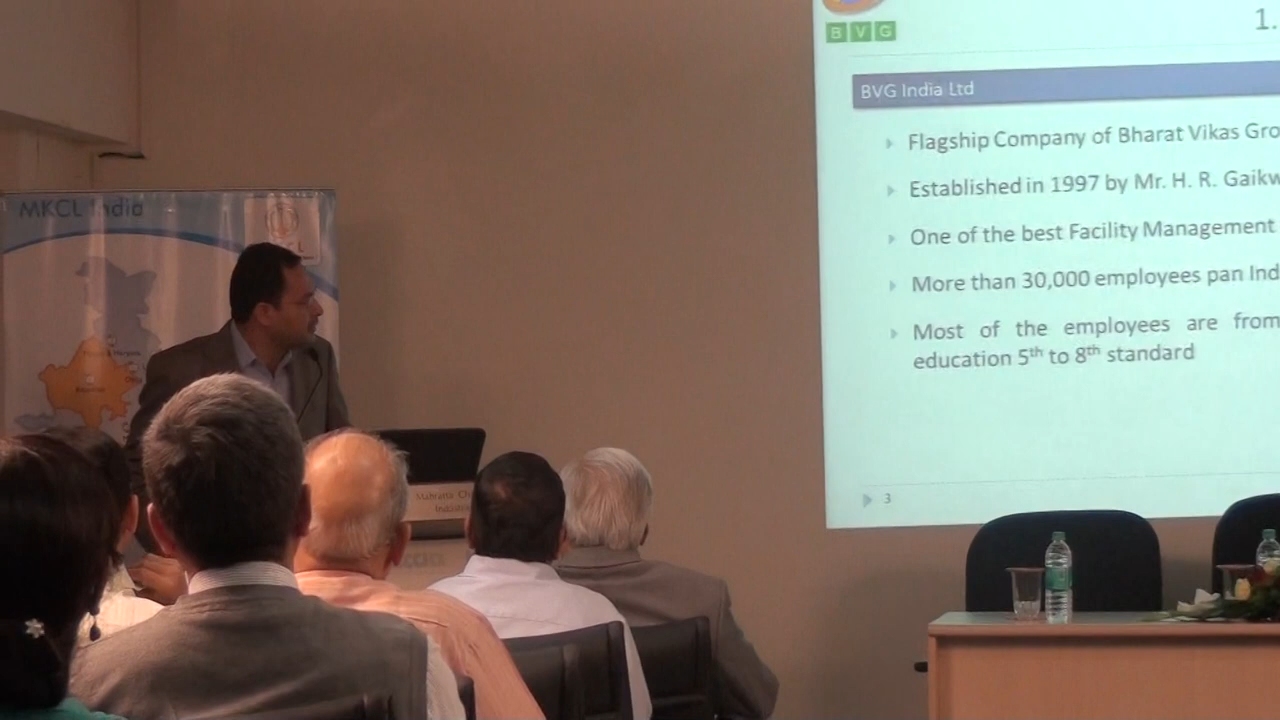 BVG
1.
BVG India Ltd
Flagship Company of Bharat Vikas Gro
Established in 1997 by Mr. H. R. Gaikw
One of the best Facility Management
More than 30,000 employees pan Ind
Most of the employees are from
education 5th to 8th standard
3
MKCL India
Mahratta